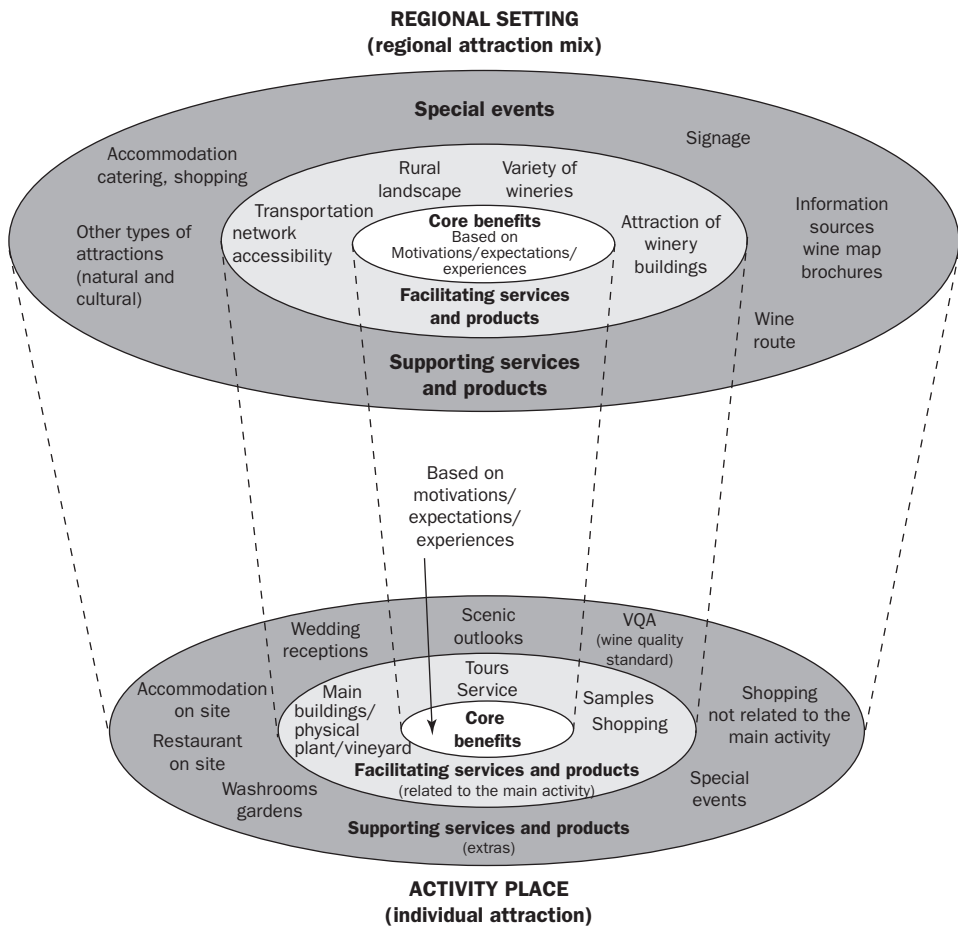 REGIONAL SETTING
(regional attraction mix)
Special events
Signage
Accommodation
catering, shopping
Rural
landscape
Variety of
wineries
Information
sources
wine map
brochures
Other types of
attractions
(natural and
cultural)
Transportation
network
accessibility
Core benefits
Based on
Motivations/expectations/
experiences
Attraction of
winery
buildings
Facilitating services
and products
Wine
route
Supporting services
and products
Based on
motivations/
expectations/
experiences
Wedding
receptions
Scenic
outlooks
VQA
(wine quality
standard)
Tours
Service
Accommodation
on site
Main
buildings/
physical
plant/vineyard
Samples
Shopping
Shopping
not related to the
main activity
Core
benefits
Restaurant
on site
Facilitating services and products
(related to the main activity)
Special
events
Washrooms
gardens
Supporting services and products
(extras)
ACTIVITY PLACE
(individual attraction)